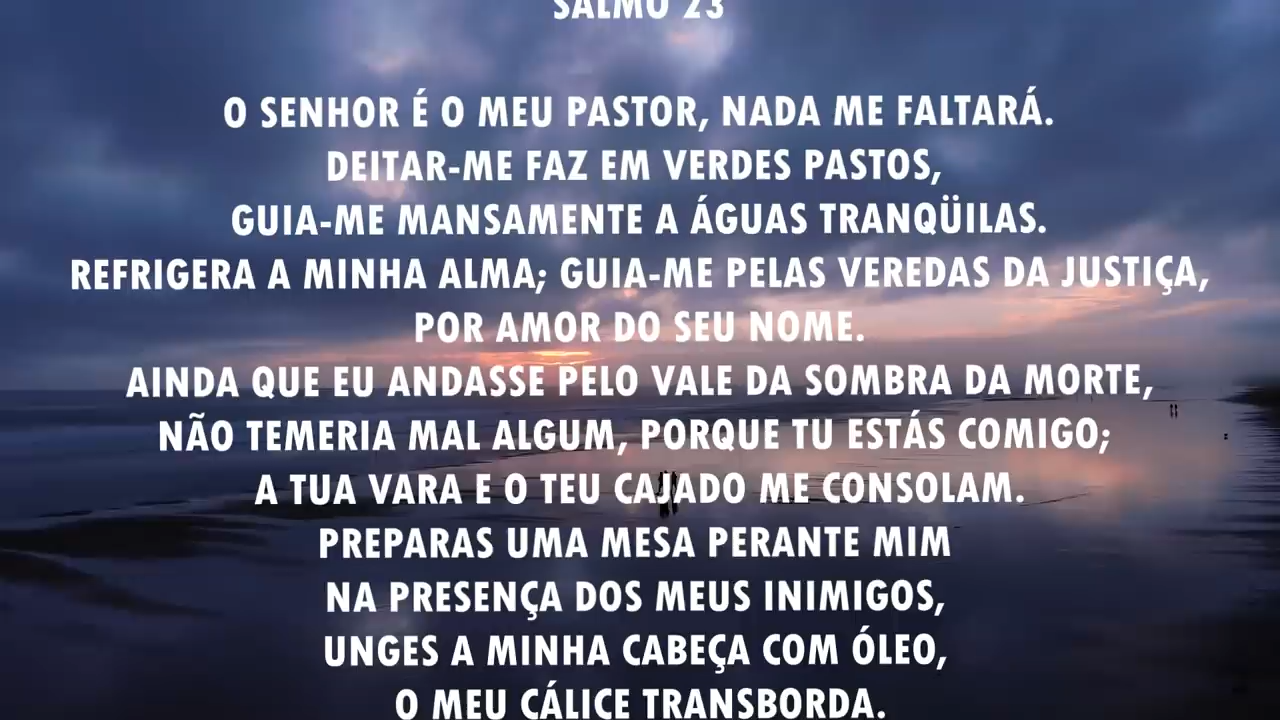 SALMO 23
O SENHOR É O MEU PASTOR, NADA ME FALTARÁ.
DEITAR-ME FAZ EM VERDES PASTOS,
GUIA-ME MANSAMENTE A ÁGUAS TRANQÜILAS.
REFRIGERA A MINHA ALMA; GUIA-ME PELAS VEREDAS DA JUSTIÇA,
POR AMOR DO SEU NOME.
AINDA QUE EU ANDASSE PELO VALE DA SOMBRA DA MORTE,
NÃO TEMERIA MAL ALGUM, PORQUE TU ESTÁS COMIGO;
A TUA VARA E O TEU CAJADO ME CONSOLAM.
PREPARAS UMA MESA PERANTE MIM
NA PRESENÇA DOS MEUS INIMIGOS,
UNGES A MINHA CABEÇA COM ÓLEO,
O MEU CÁLICE TRANSBORDA.